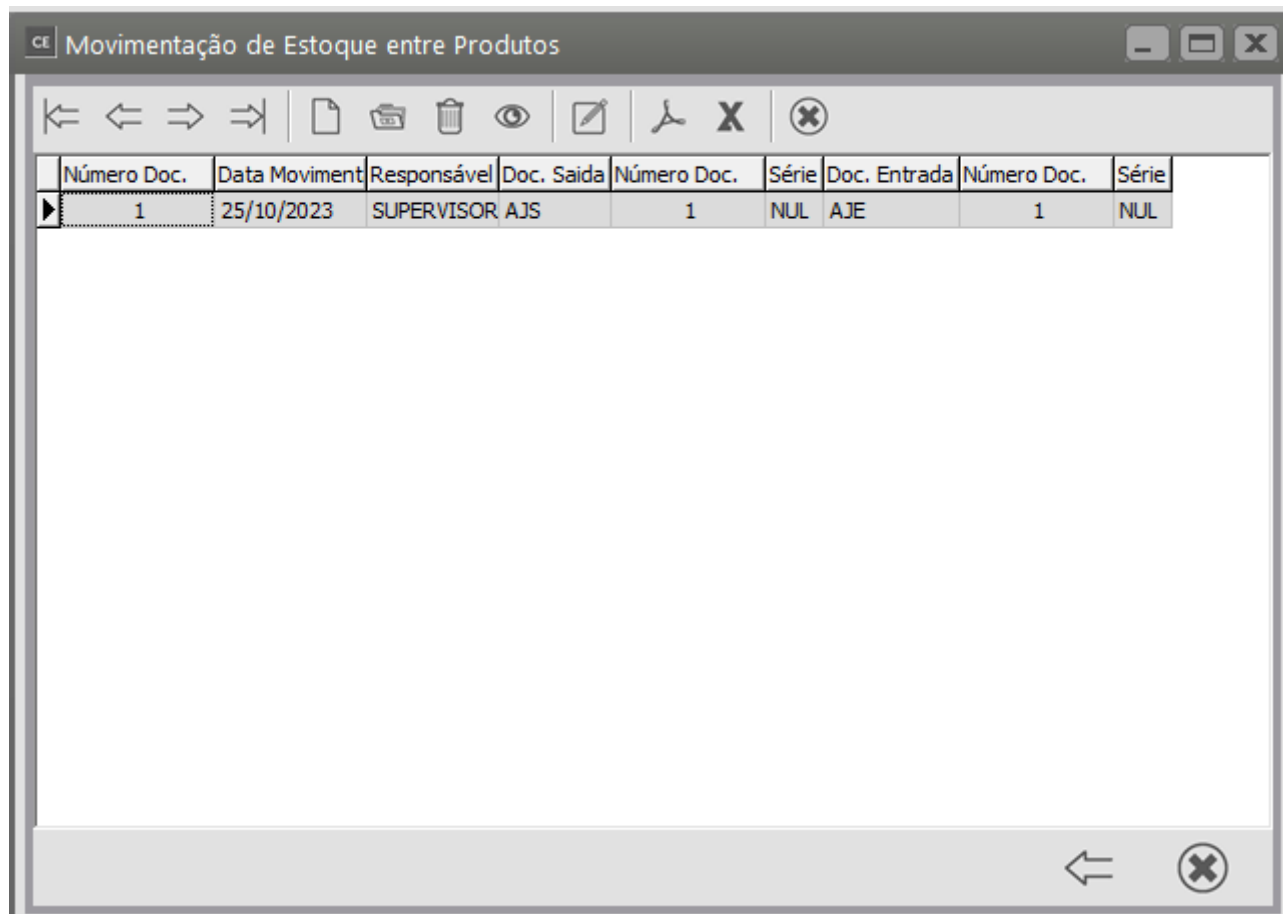 CE Movimentação de Estoque entre Produtos
Número Doc. Data Moviment Responsável Doc. Saida Número Doc. Série Doc. Entrada Número Doc. Série
1 25/10/2023 SUPERVISOR AJS 1 NUL AJE 1 NUL